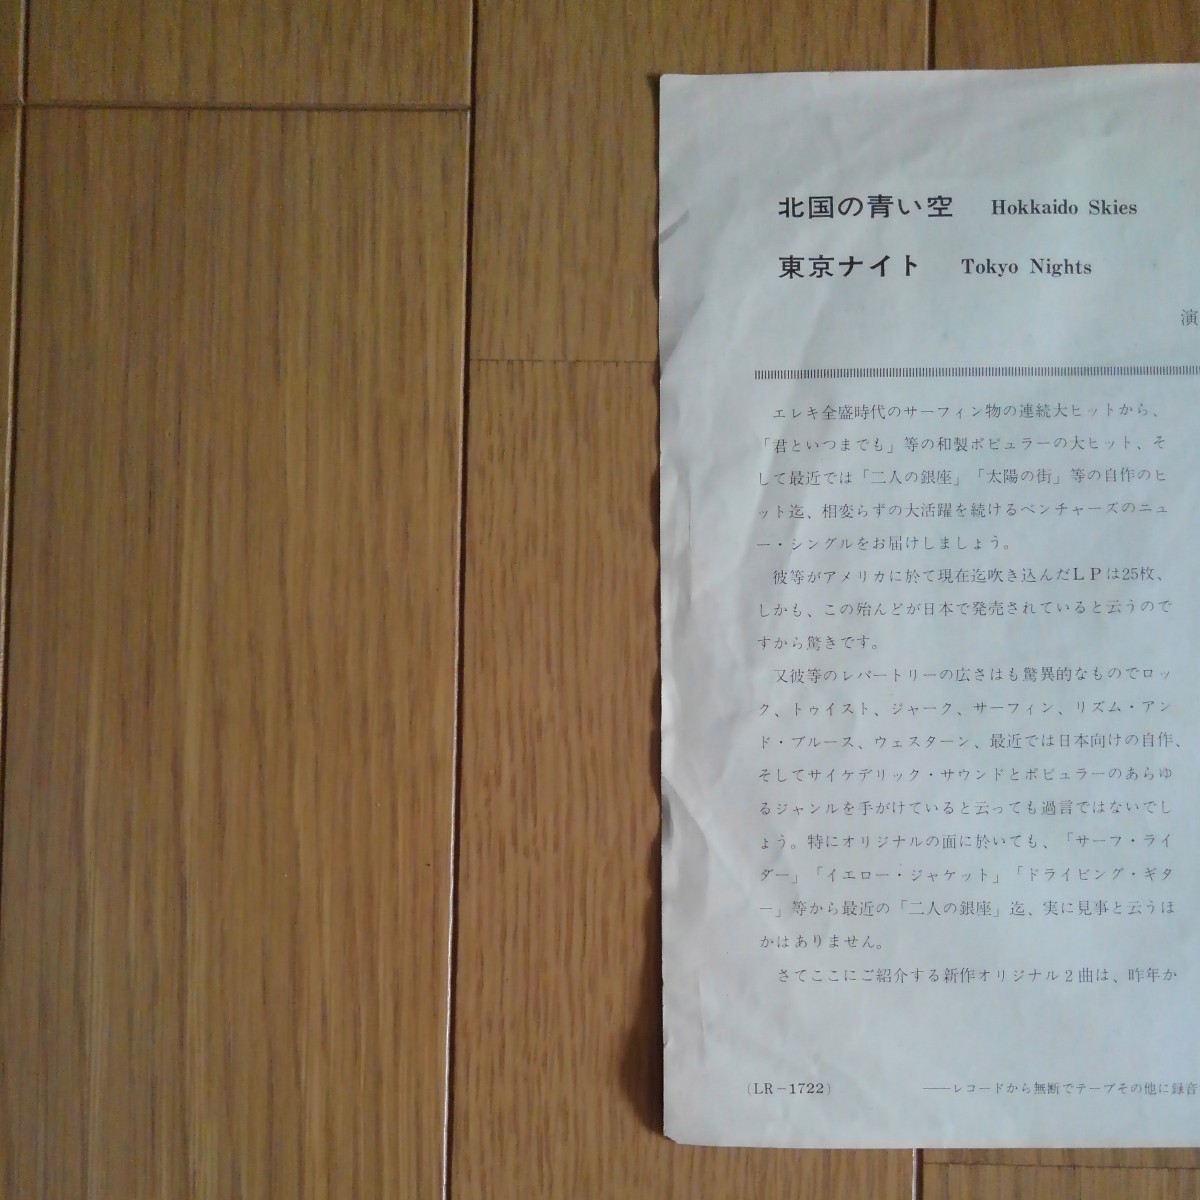 北国の青い空 Hokkaido Skies
東京ナイト Tokyo Nights
演
エレキ全盛時代のサーフィン物の連続大ヒットから、
「君といつまでも」等の和製ポピュラーの大ヒット、そ
して最近では「二人の銀座」「太陽の街」等の自作のヒ
ット迄、相変らずの大活躍を続けるベンチャーズのニュ
ー・シングルをお届けしましょう。
彼等がアメリカに於て現在迄吹き込んだＬＰは25枚、
しかも、この殆んどが日本で発売されていると云うので
すから驚きです。
又彼等のレパートリーの広さはも驚異的なものでロッ
ク、トゥイスト、ジャーク、サーフィン、リズム・アン
ド・ブルース、ウェスターン、最近では日本向けの自作、
そしてサイケデリック・サウンドとポピュラーのあらゆ
るジャンルを手がけていると云っても過言ではないでし
ょう。特にオリジナルの面に於いても、「サーフ・ライ
ダー」「イエロー・ジャケット」「ドライビング・ギタ
ー」等から最近の「二人の銀座」迄、実に見事と云うほ
かはありません。
さてここにご紹介する新作オリジナル２曲は、昨年か
(LR－1722)
――レコードから無断でテープその他に録音